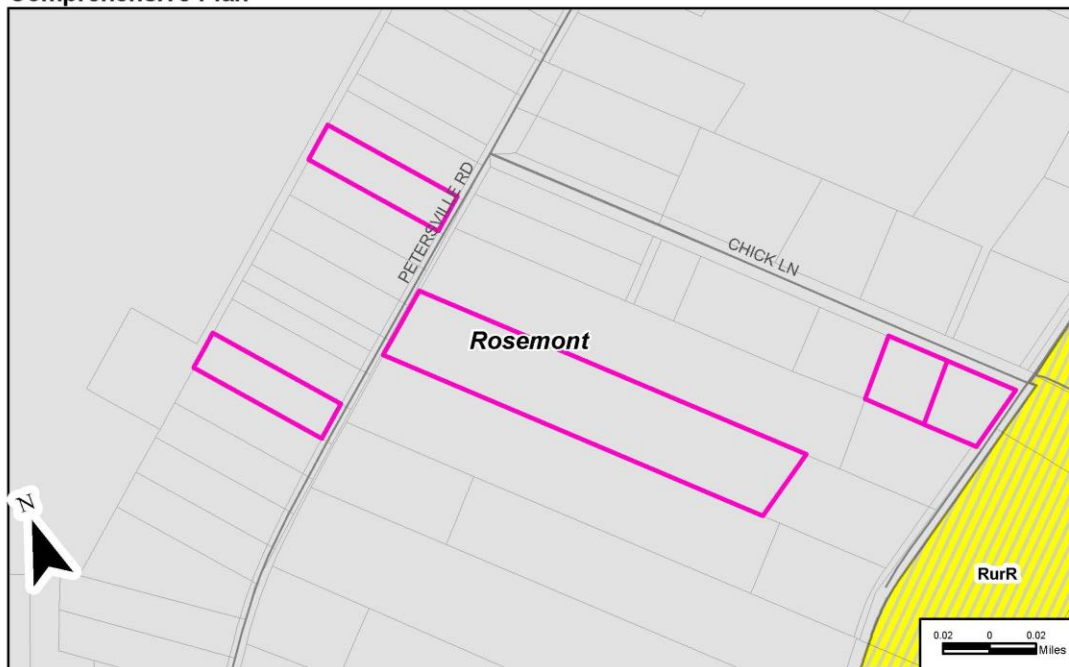 Comprehensive Plan
PETERSVILLE RD
CHICK LN
Rosemont
N
RurR
0.02 0 0.02
Miles